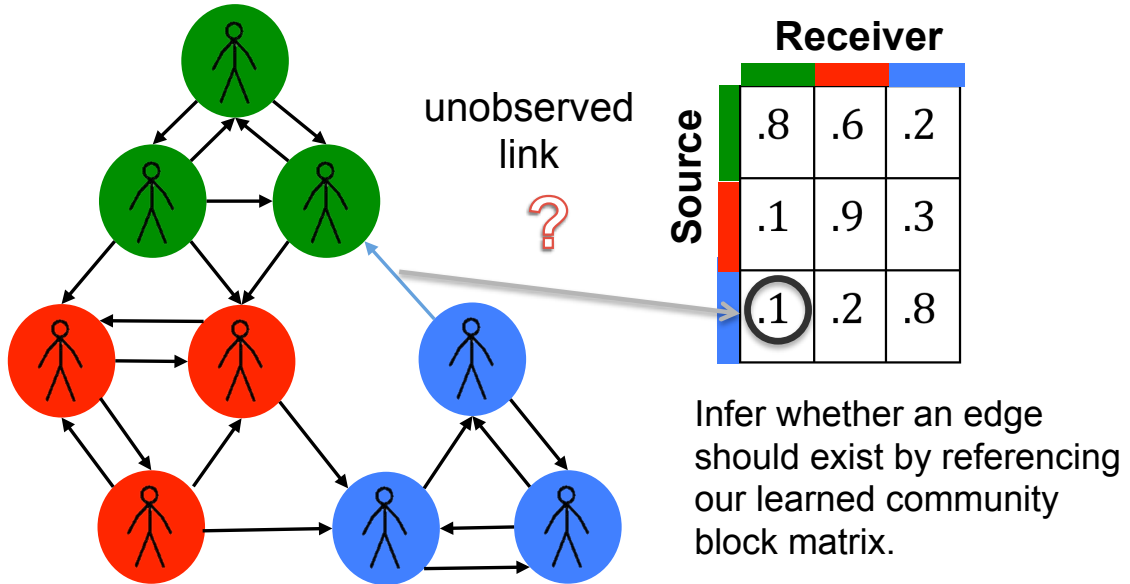 Receiver
unobserved
link
?
Source
.8 .6 .2
.1 .9 .3
.1 .2 .8
Infer whether an edge
should exist by referencing
our learned community
block matrix.